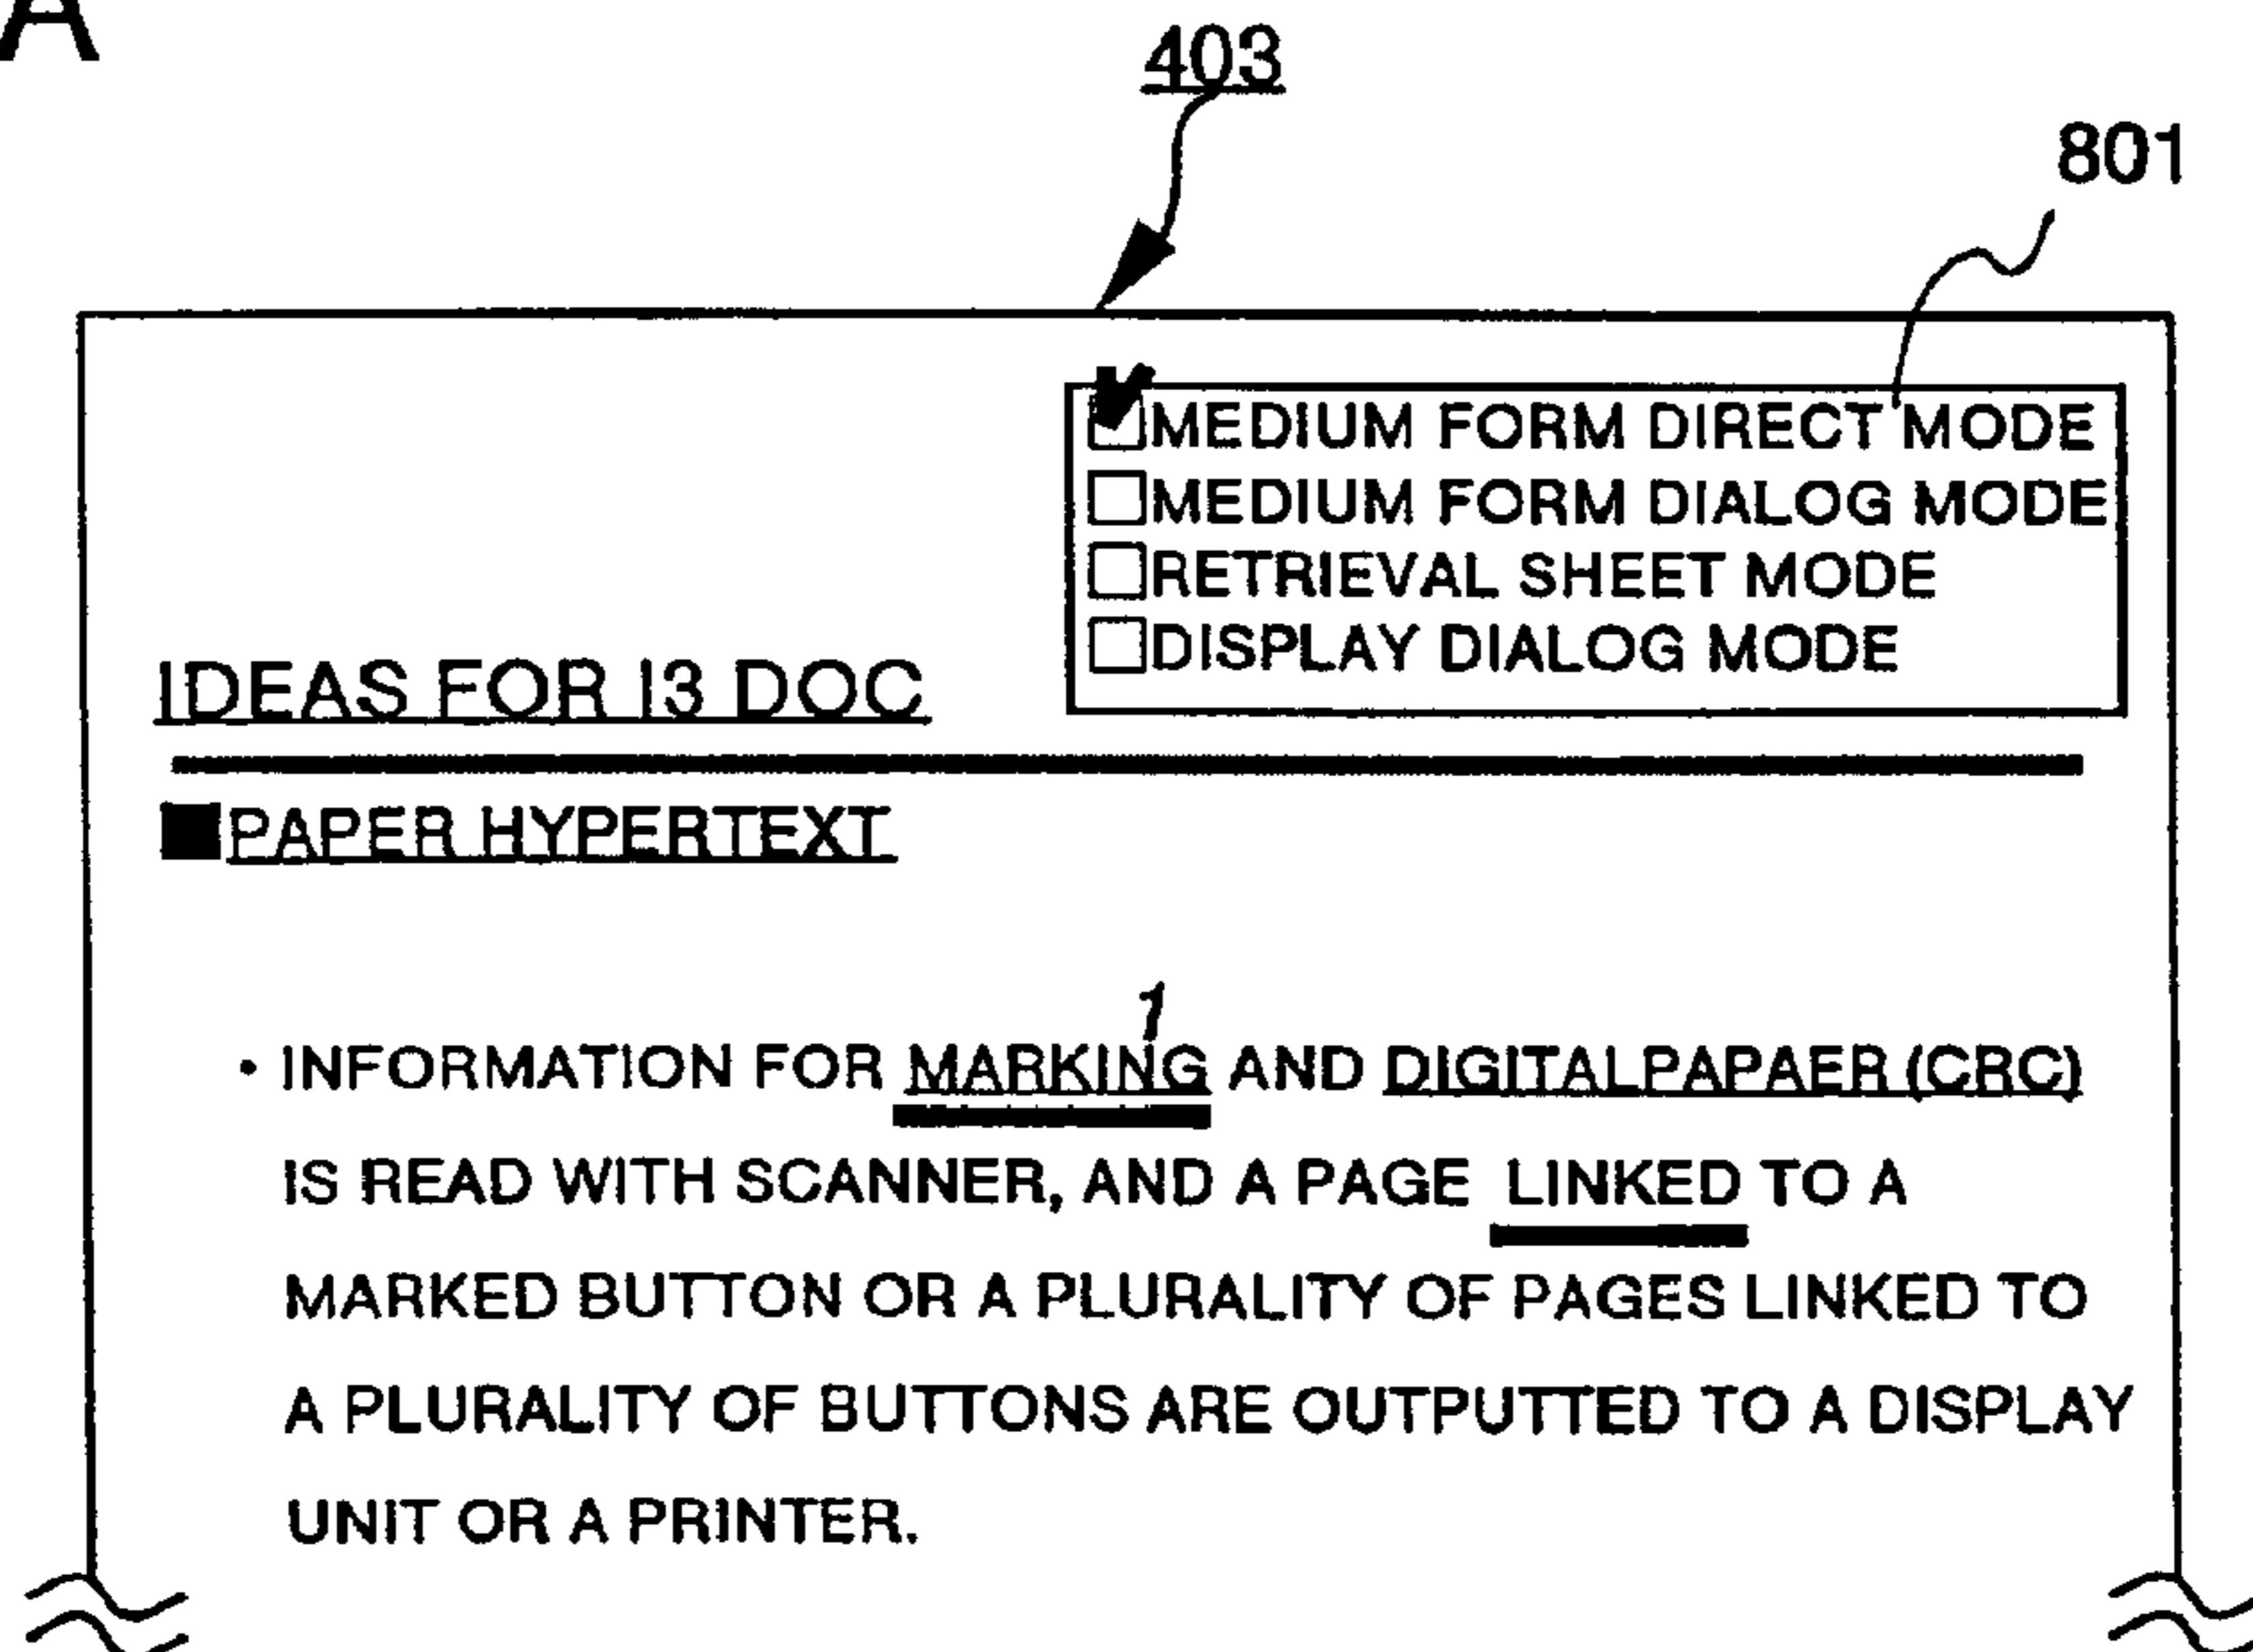 A
403
801
MEDIUM FORM DIRECT MODE
MEDIUM FORM DIALOG MODE
RETRIEVAL SHEET MODE
DISPLAY DIALOG MODE
IDEAS FOR I3 DOC
PAPER HYPERTEXT
1
• INFORMATION FOR MARKING AND DIGITALPAPAER (CRC)
IS READ WITH SCANNER, AND A PAGE LINKED TO A
MARKED BUTTON OR A PLURALITY OF PAGES LINKED TO
A PLURALITY OF BUTTONS ARE OUTPUTTED TO A DISPLAY
UNIT OR A PRINTER.